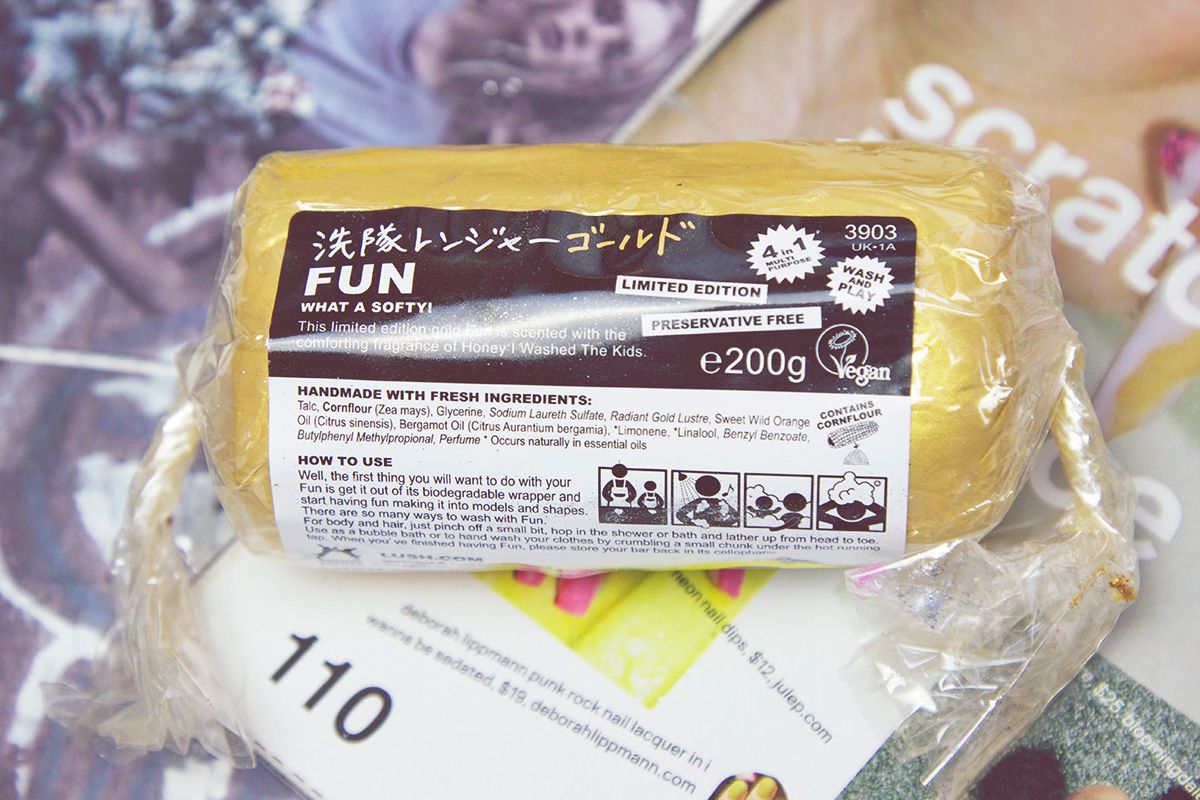 scratc
洗隊レンジャーゴールド
FUN
WHAT A SOFTY!
This limited edition gold Fun is scented with the
comforting fragrance of Honey I Washed The Kids.
LIMITED EDITION
PRESERVATIVE FREE
4 in 1
MULTI
PURPOSE
3903
UK-1A
WASH
AND
PLAY
e200g
Vegan
HANDMADE WITH FRESH INGREDIENTS:
Talc, Cornflour (Zea mays), Glycerine, Sodium Laureth Sulfate, Radiant Gold Lustre, Sweet Wild Orange
Oil (Citrus sinensis), Bergamot Oil (Citrus Aurantium bergamia), *Limonene, *Linalool, Benzyl Benzoate,
Butylphenyl Methylpropional, Perfume * Occurs naturally in essential oils
CONTAINS
CORNFLOUR
HOW TO USE
Well, the first thing you will want to do with your
Fun is get it out of its biodegradable wrapper and
start having fun making it into models and shapes.
There are so many ways to wash with Fun.
For body and hair, just pinch off a small bit, hop in the shower or bath and lather up from head to toe.
Use as a bubble bath or to hand wash your clothes by crumbling a small chunk under the hot running
tap. When you've finished having Fun, please store your bar back in its cellophane
LUSH.COM
110
deborah lippmann punk rock nail lacquer in i
wanna be sedated, $19, deborahlippmann.com
neon nail dips, $12, julep.com
$25, bloomingda